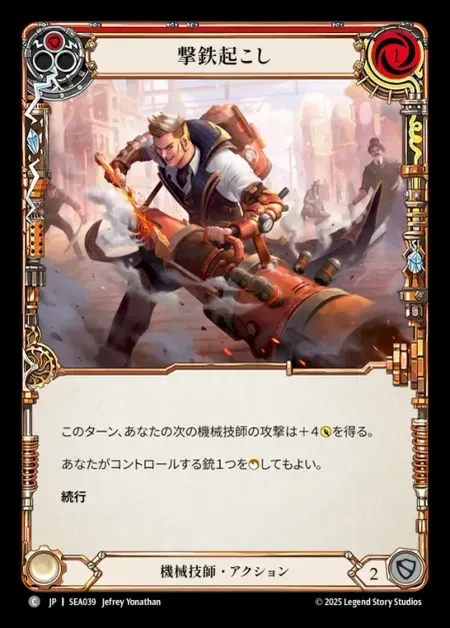 撃鉄起こし
1
このターン、あなたの次の機械技師の攻撃は＋4を得る。
あなたがコントロールする銃1つをしてもよい。
続行
機械技師・アクション
2
C JP SEA039 Jefrey Yonathan
© 2025 Legend Story Studios